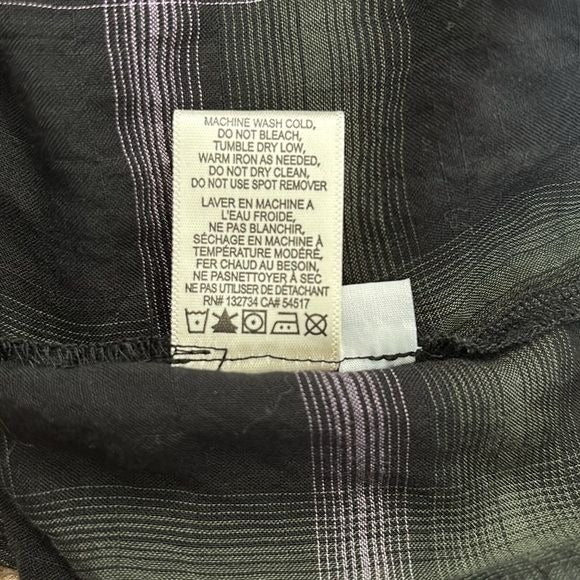 MACHINE WASH COLD,
DO NOT BLEACH,
TUMBLE DRY LOW,
WARM IRON AS NEEDED,
DO NOT DRY CLEAN,
DO NOT USE SPOT REMOVER
LAVER EN MACHINE A
L'EAU FROIDE,
NE PAS BLANCHIR,
SÉCHAGE EN MACHINE À
TEMPÉRATURE MODÉRÉ,
FER CHAUD AU BESOIN,
NE PASNETTOYER À SEC
NE PAS UTILISER DE DÉTACHANT
RN# 132734 CA# 54517